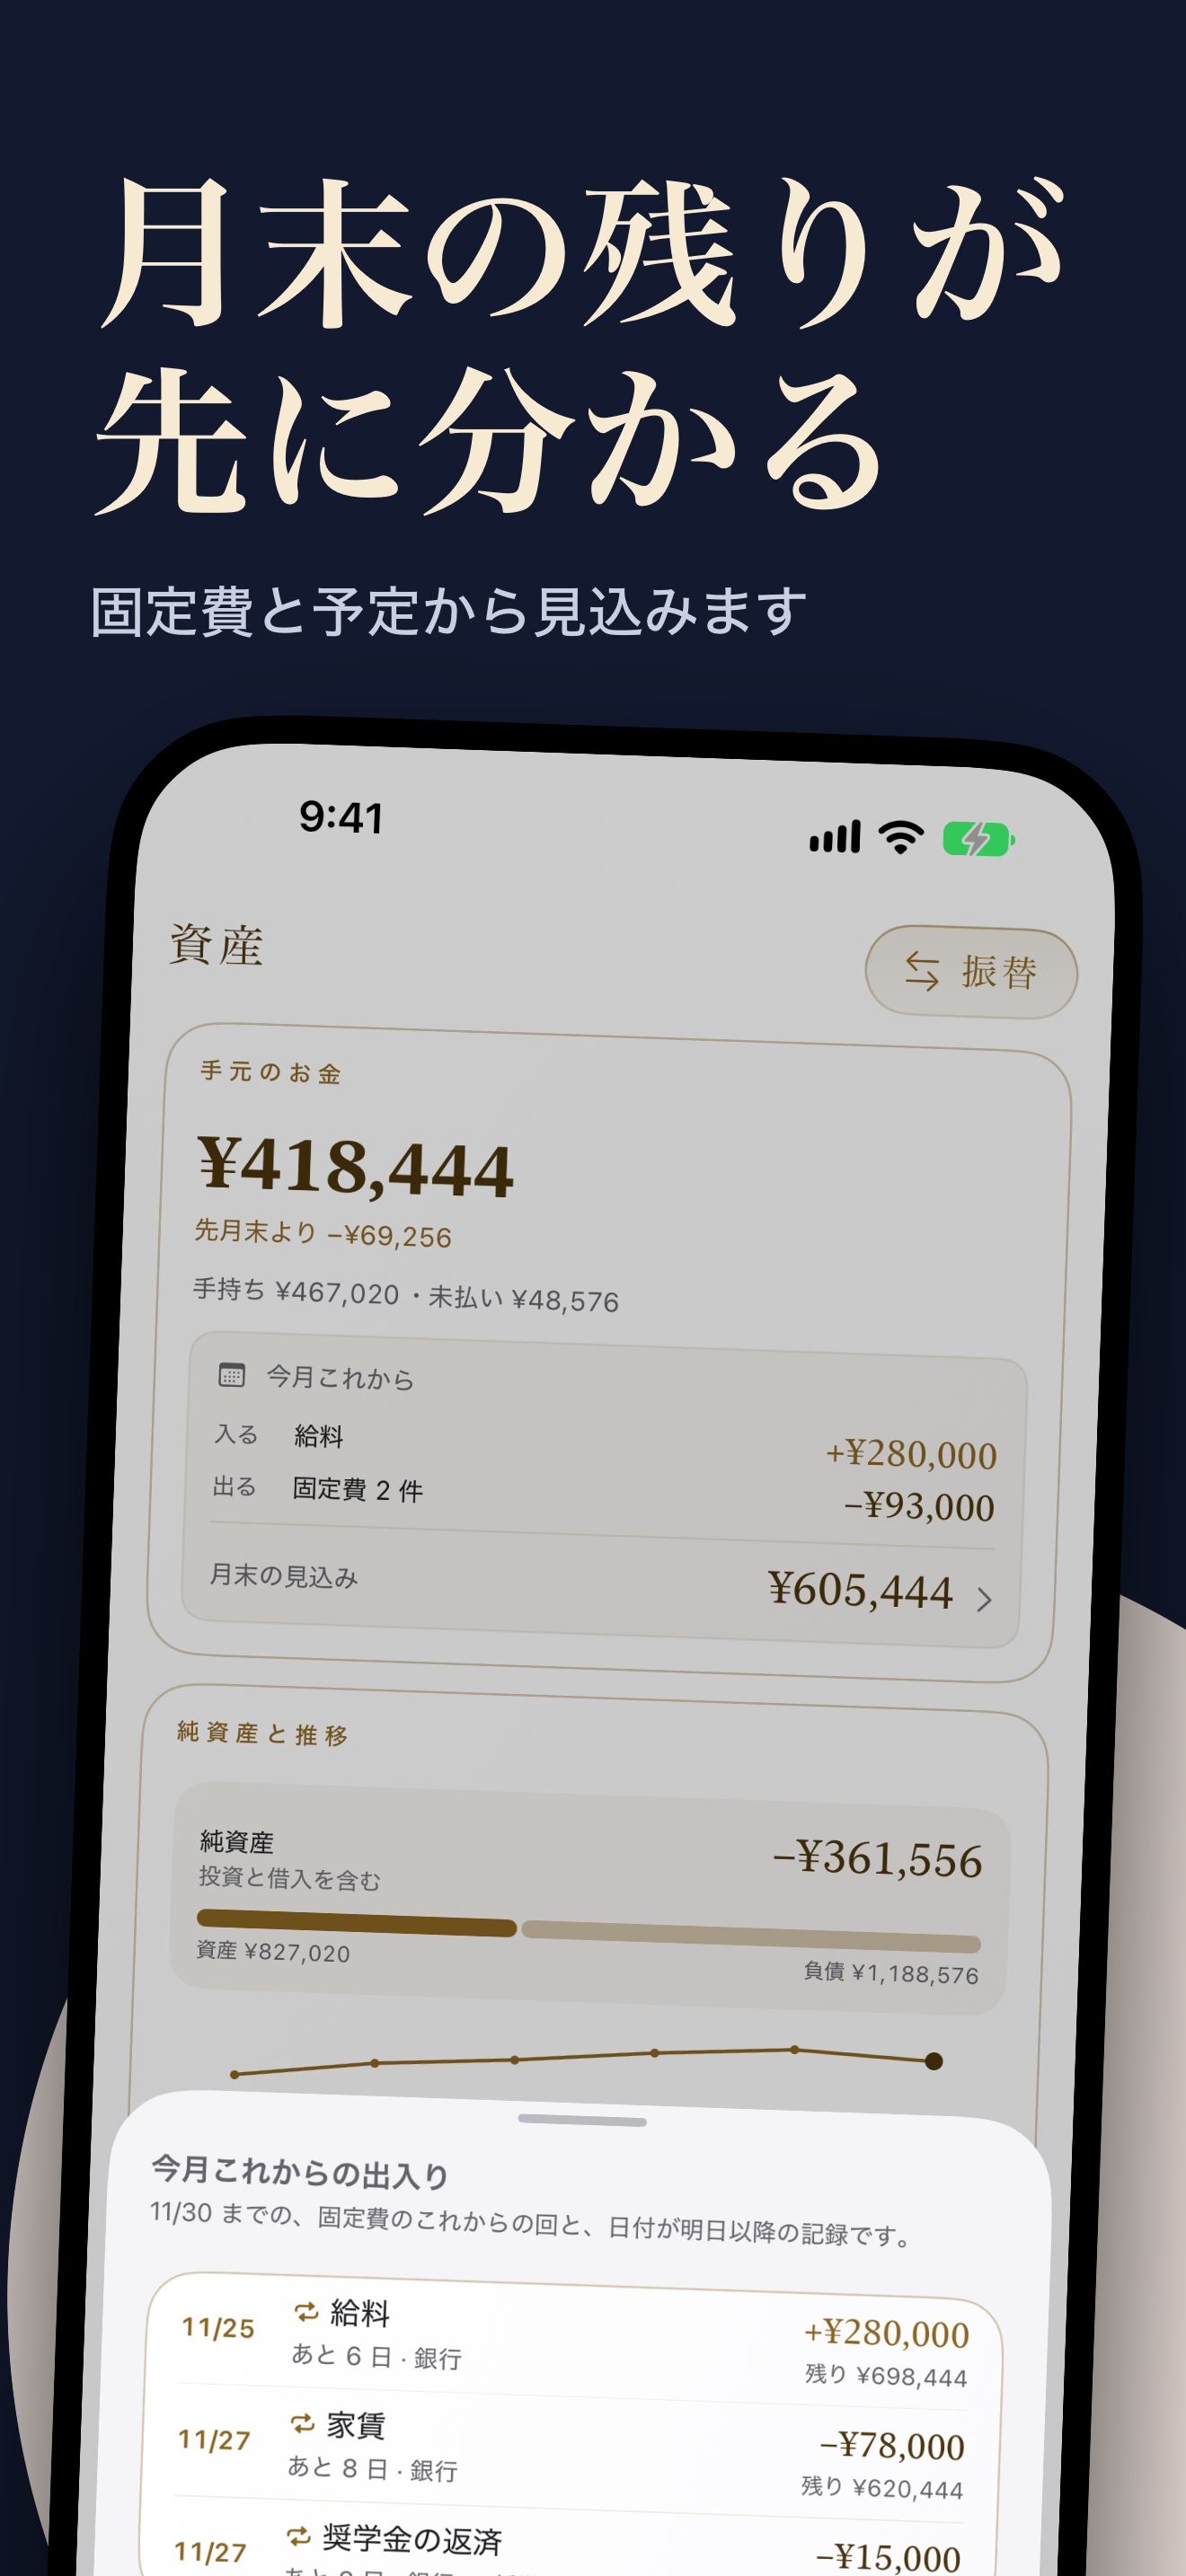 月末の残りが
先に分かる
固定費と予定から見込みます
9:41
資産
振替
手元のお金
¥418,444
先月末より −¥69,256
手持ち ¥467,020・未払い ¥48,576
今月これから
入る 給料 +¥280,000
出る 固定費 2 件 −¥93,000
月末の見込み ¥605,444
純資産と推移
純資産 −¥361,556
投資と借入を含む
資産 ¥827,020 負債 ¥1,188,576
今月これからの出入り
11/30 までの、固定費のこれからの回と、日付が明日以降の記録です。
11/25 給料 +¥280,000
あと 6 日 · 銀行 残り ¥698,444
11/27 家賃 −¥78,000
あと 8 日 · 銀行 残り ¥620,444
11/27 奨学金の返済 −¥15,000